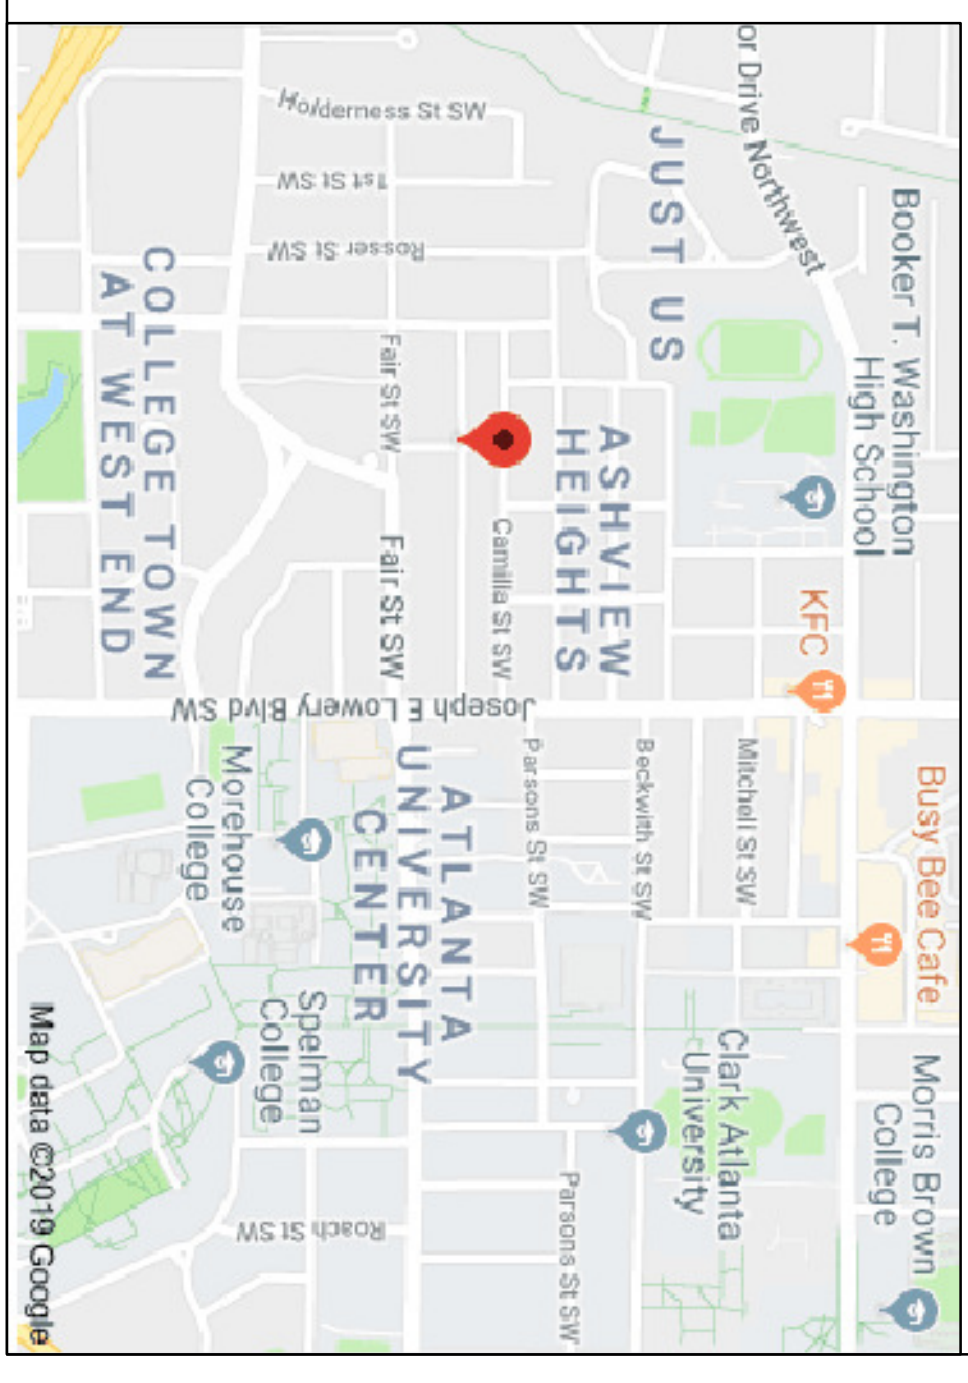 or Drive Northwest
Booker T. Washington
High School
KFC
Busy Bee Cafe
Morris Brown
College
JUST US
Mitchell St SW
Clark Atlanta
University
Beckwith St SW
ASHVIEW
HEIGHTS
Parsons St SW
Parsons St SW
Camilla St SW
Joseph E Lowery Blvd SW
Holderness St SW
1st St SW
Rosser St SW
Fair St SW
Fair St SW
ATLANTA
UNIVERSITY
CENTER
Roach St SW
Spelman
College
Morehouse
College
COLLEGE TOWN
AT WEST END
Map data ©2019 Google